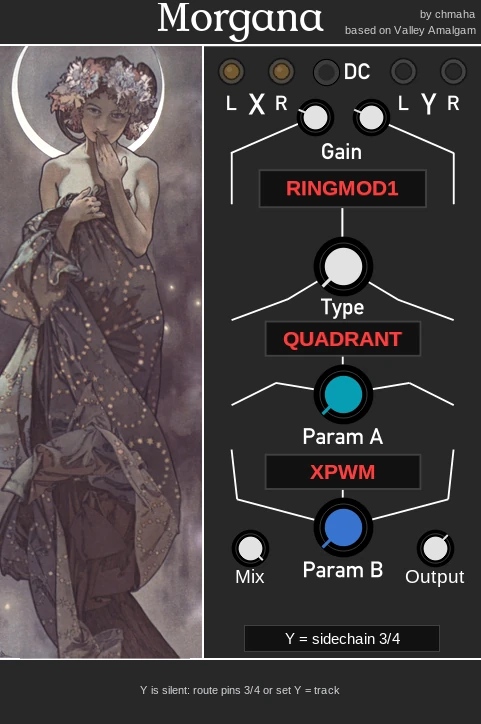 Morgana
by chmaha
based on Valley Amalgam
DC
L X R
L Y R
Gain
RINGMOD1
Type
QUADRANT
Param A
XPWM
Param B
Mix
Output
Y = sidechain 3/4
Y is silent: route pins 3/4 or set Y = track